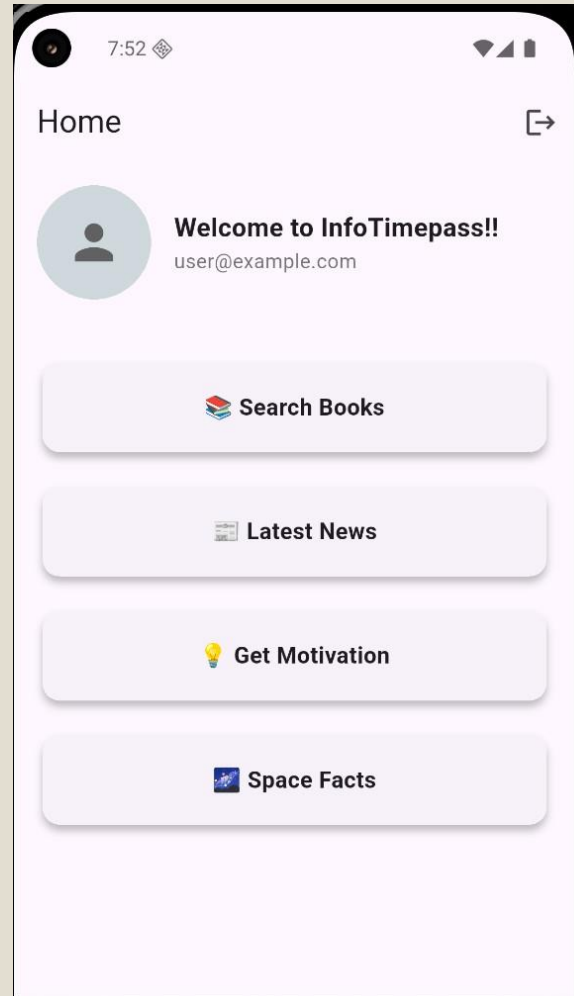 7:52
Home
Welcome to InfoTimepass!!
user@example.com
📚 Search Books
📰 Latest News
💡 Get Motivation
🌌 Space Facts